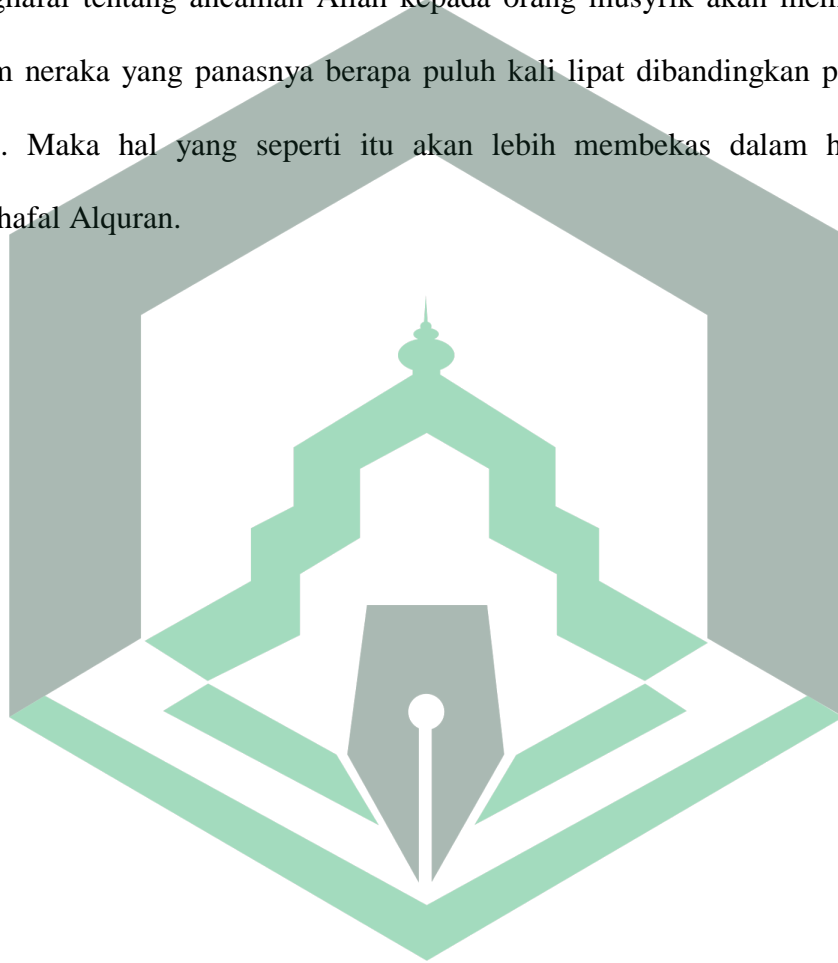 tentang ancaman Allah kepada orang musyrik akan
neraka yang panasnya berapa puluh kali lipat dibandingkan
. Maka hal yang seperti itu akan lebih membekas dalam
hafal Alquran.